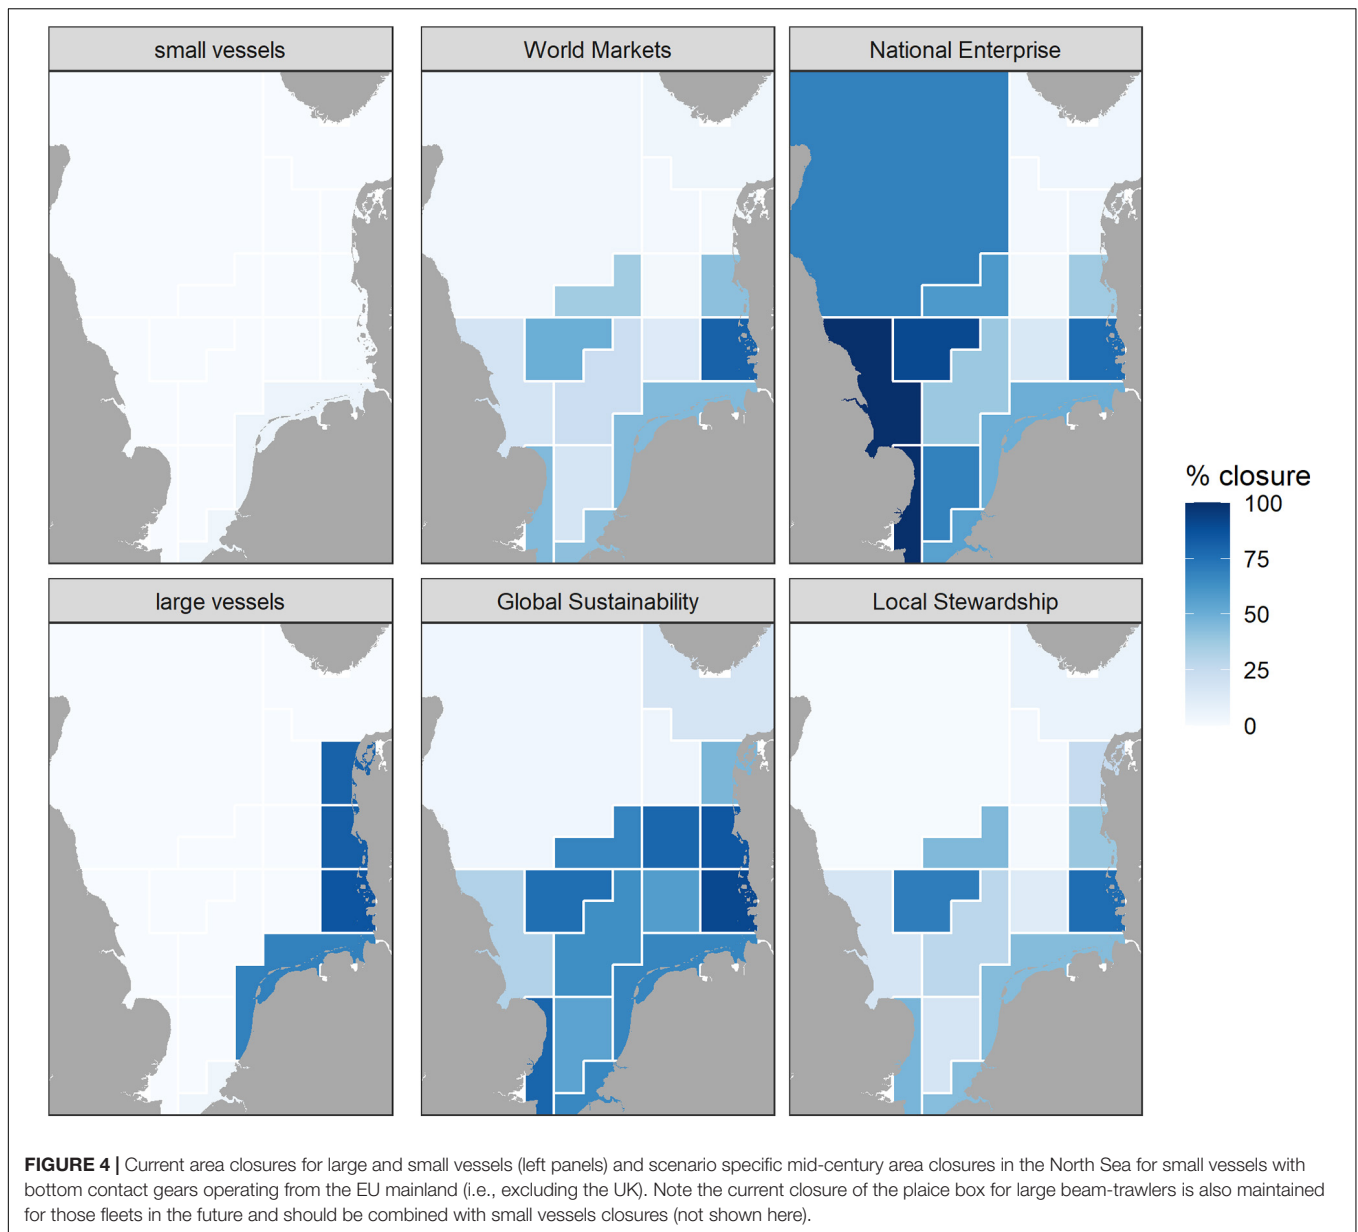 small vessels
World Markets
National Enterprise
large vessels
Global Sustainability
Local Stewardship
% closure
100
75
50
25
0
FIGURE 4 | Current area closures for large and small vessels (left panels) and scenario specific mid-century area closures in the North Sea for small vessels with
bottom contact gears operating from the EU mainland (i.e., excluding the UK). Note the current closure of the plaice box for large beam-trawlers is also maintained
for those fleets in the future and should be combined with small vessels closures (not shown here).